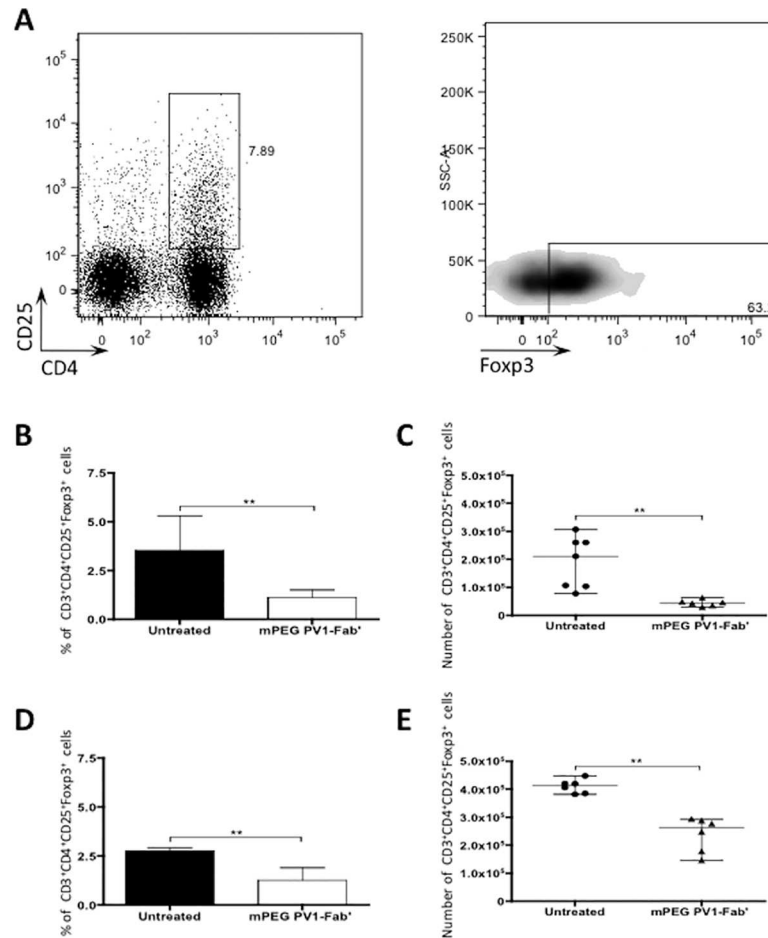 A
10⁵
10⁴
10³
10²
0
7.89
0 10² 10³ 10⁴ 10⁵
CD25
CD4
250K
200K
150K
100K
50K
0
SSC-A
63.
0 10² 10³ 10⁴ 10⁵
Foxp3
B
% of CD3⁺CD4⁺CD25⁺Foxp3⁺ cells
7.5
5.0
2.5
0.0
**
Untreated mPEG PV1-Fab'
C
Number of CD3⁺CD4⁺CD25⁺Foxp3⁺ cells
5.0x10⁵
4.0x10⁵
3.0x10⁵
2.0x10⁵
1.0x10⁵
0
**
Untreated mPEG PV1-Fab'
D
% of CD3⁺CD4⁺CD25⁺Foxp3⁺ cells
7.5
5.0
2.5
0.0
**
Untreated mPEG PV1-Fab'
E
Number of CD3⁺CD4⁺CD25⁺Foxp3⁺ cells
5.0x10⁵
4.0x10⁵
3.0x10⁵
2.0x10⁵
1.0x10⁵
0
**
Untreated mPEG PV1-Fab'